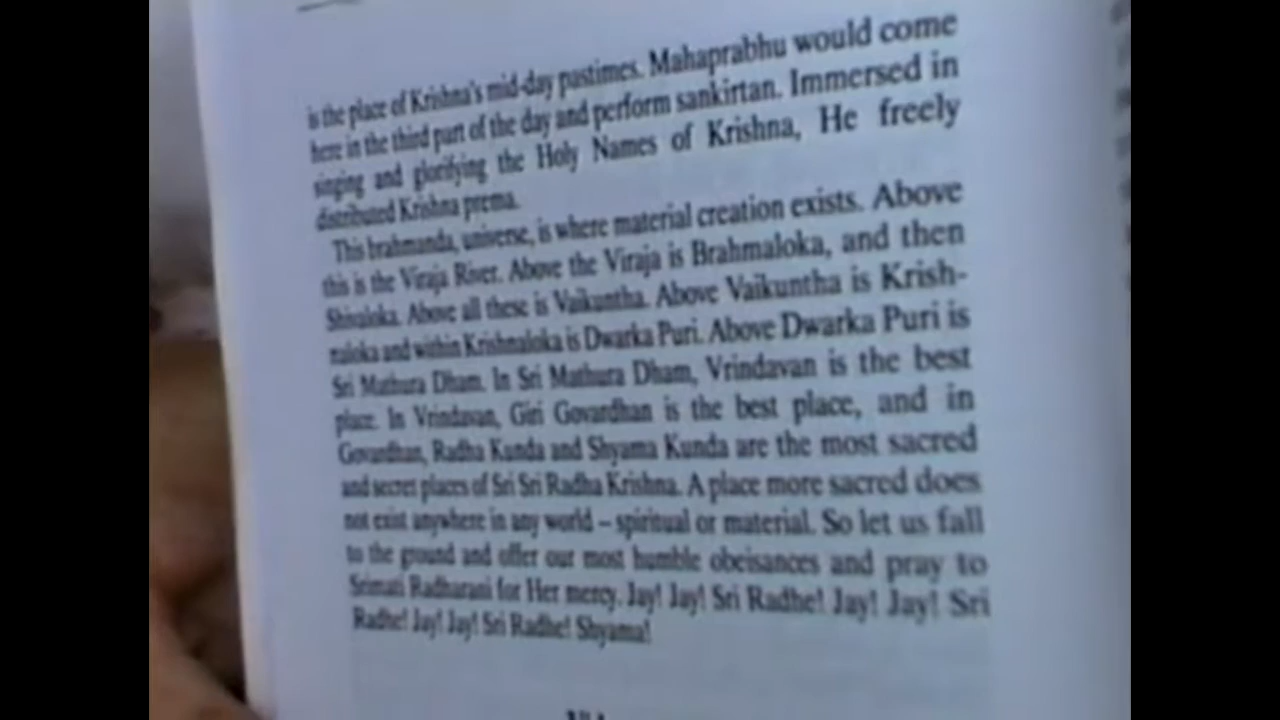 is the place of Krishna's mid-day pastimes. Mahaprabhu would come
here in the third part of the day and perform sankirtan. Immersed in
singing and glorifying the Holy Names of Krishna, He freely
distributed Krishna prema.
This brahmanda, universe, is where material creation exists. Above
this is the Viraja River. Above the Viraja is Brahmaloka, and then
Shivaloka. Above all these is Vaikuntha. Above Vaikuntha is Krish-
naloka and within Krishnaloka is Dwarka Puri. Above Dwarka Puri is
Sri Mathura Dham. In Sri Mathura Dham, Vrindavan is the best
place. In Vrindavan, Giri Govardhan is the best place, and in
Govardhan, Radha Kunda and Shyama Kunda are the most sacred
and secret places of Sri Sri Radha Krishna. A place more sacred does
not exist anywhere in any world – spiritual or material. So let us fall
to the ground and offer our most humble obeisances and pray to
Srimati Radharani for Her mercy. Jay! Jay! Sri Radhe! Jay! Jay! Sri
Radhe! Jay! Jay! Sri Radhe! Shyama!